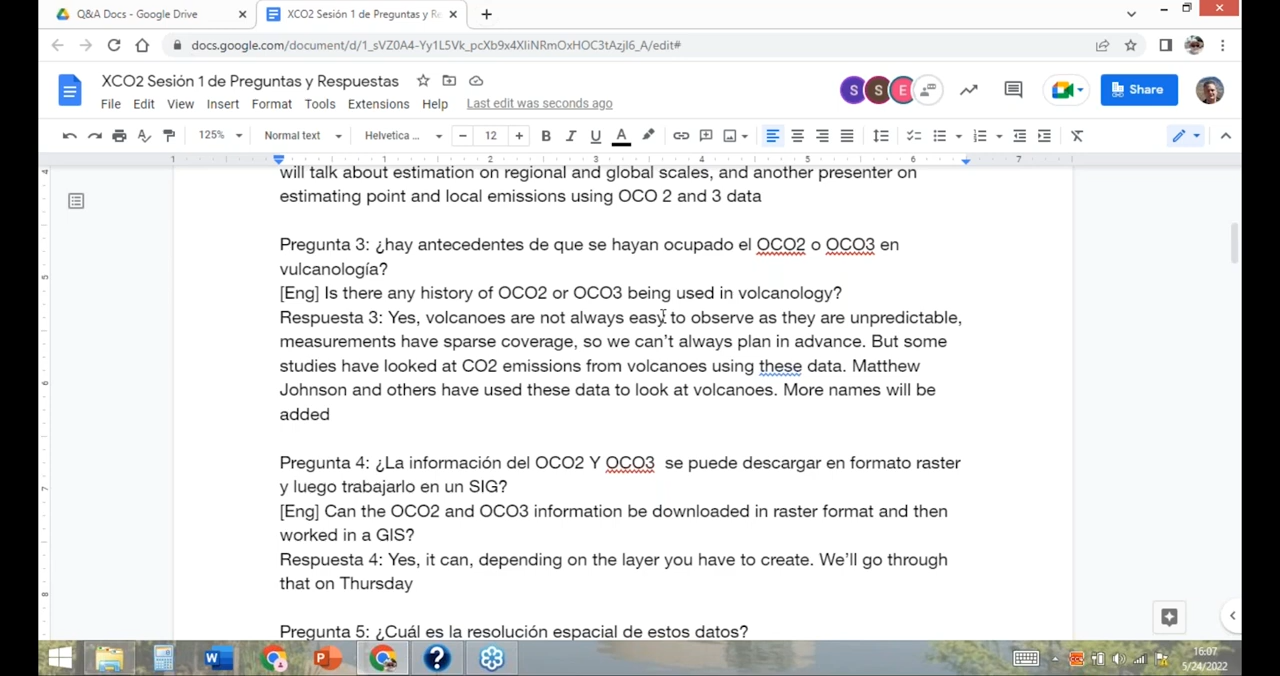 Q&A Docs - Google Drive
XCO2 Sesión 1 de Preguntas y Re
docs.google.com/document/d/1_sVZ0A4-Yy1L5Vk_pcXb9x4XIiNRmOxHOC3tAzjI6_A/edit#
XCO2 Sesión 1 de Preguntas y Respuestas
S S E
Share
File Edit View Insert Format Tools Extensions Help Last edit was seconds ago
125% Normal text Helvetica ... 12 B I U A
1 1 2 3 4 5 6 7
will talk about estimation on regional and global scales, and another presenter on
estimating point and local emissions using OCO 2 and 3 data
Pregunta 3: ¿hay antecedentes de que se hayan ocupado el OCO2 o OCO3 en
vulcanología?
[Eng] Is there any history of OCO2 or OCO3 being used in volcanology?
Respuesta 3: Yes, volcanoes are not always easy to observe as they are unpredictable,
measurements have sparse coverage, so we can't always plan in advance. But some
studies have looked at CO2 emissions from volcanoes using these data. Matthew
Johnson and others have used these data to look at volcanoes. More names will be
added
Pregunta 4: ¿La información del OCO2 Y OCO3 se puede descargar en formato raster
y luego trabajarlo en un SIG?
[Eng] Can the OCO2 and OCO3 information be downloaded in raster format and then
worked in a GIS?
Respuesta 4: Yes, it can, depending on the layer you have to create. We'll go through
that on Thursday
Pregunta 5: ¿Cuál es la resolución espacial de estos datos?
16:07
5/24/2022